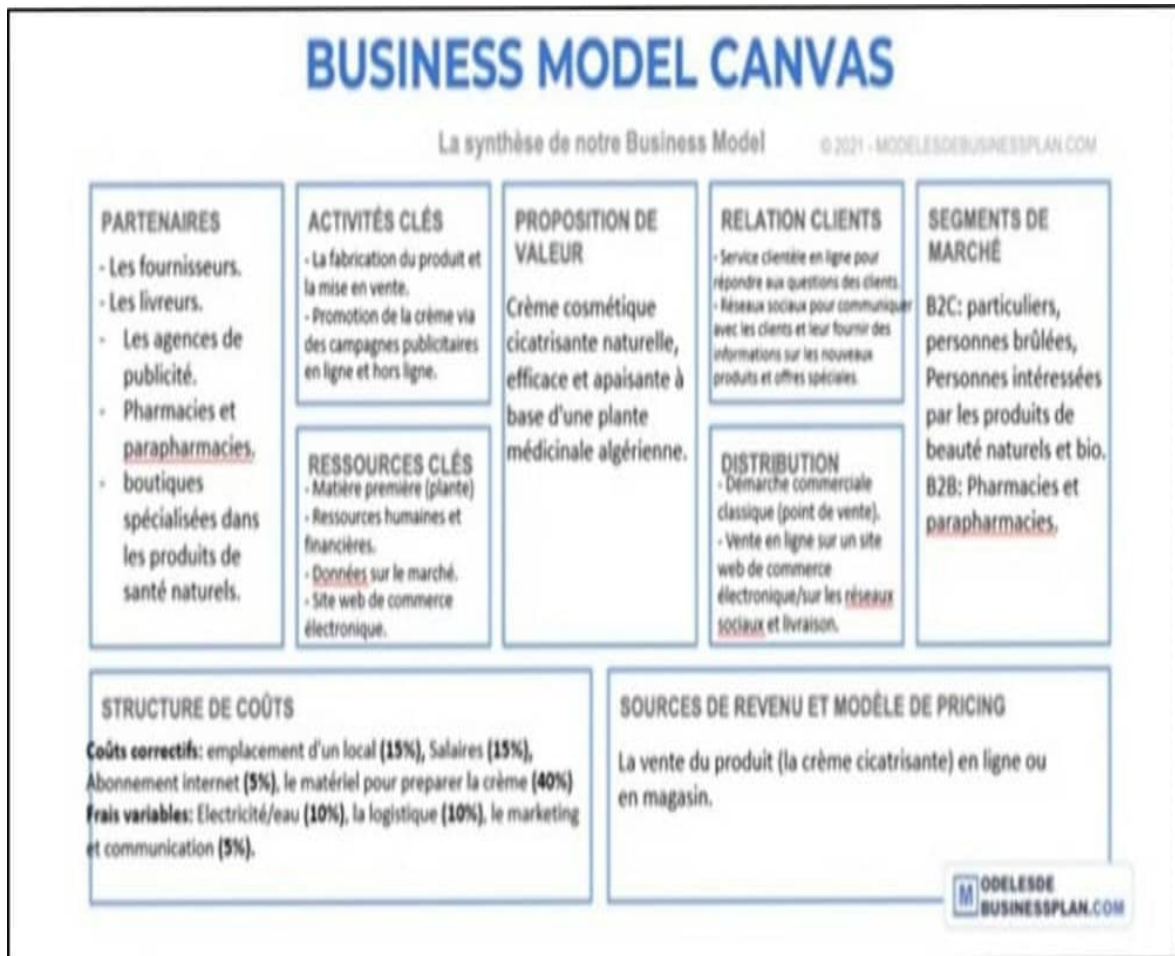 BUSINESS MODEL CANVAS
La synthèse de notre Business Model
© 2021 - MODELESDEBUSINESSPLAN.COM
PARTENAIRES
- Les fournisseurs.
- Les livreurs.
- Les agences de
publicité.
- Pharmacies et
parapharmacies.
- boutiques
spécialisées dans
les produits de
santé naturels.
ACTIVITÉS CLÉS
- La fabrication du produit et
la mise en vente.
- Promotion de la crème via
des campagnes publicitaires
en ligne et hors ligne.
RESSOURCES CLÉS
- Matière première (plante)
- Ressources humaines et
financières.
- Données sur le marché.
- Site web de commerce
électronique.
PROPOSITION DE
VALEUR
Crème cosmétique
cicatrisante naturelle,
efficace et apaisante à
base d'une plante
médicinale algérienne.
RELATION CLIENTS
- Service clientèle en ligne pour
répondre aux questions des clients.
- Réseaux sociaux pour communiquer
avec les clients et leur fournir des
informations sur les nouveaux
produits et offres spéciales.
DISTRIBUTION
- Démarche commerciale
classique (point de vente).
- Vente en ligne sur un site
web de commerce
électronique/sur les réseaux
sociaux et livraison.
SEGMENTS DE
MARCHÉ
B2C: particuliers,
personnes brûlées,
Personnes intéressées
par les produits de
beauté naturels et bio.
B2B: Pharmacies et
parapharmacies.
STRUCTURE DE COÛTS
Coûts correctifs: emplacement d'un local (15%), Salaires (15%),
Abonnement internet (5%), le matériel pour preparer la crème (40%)
Frais variables: Electricité/eau (10%), la logistique (10%), le marketing
et communication (5%).
SOURCES DE REVENU ET MODÈLE DE PRICING
La vente du produit (la crème cicatrisante) en ligne ou
en magasin.
M ODELESDE
BUSINESSPLAN.COM